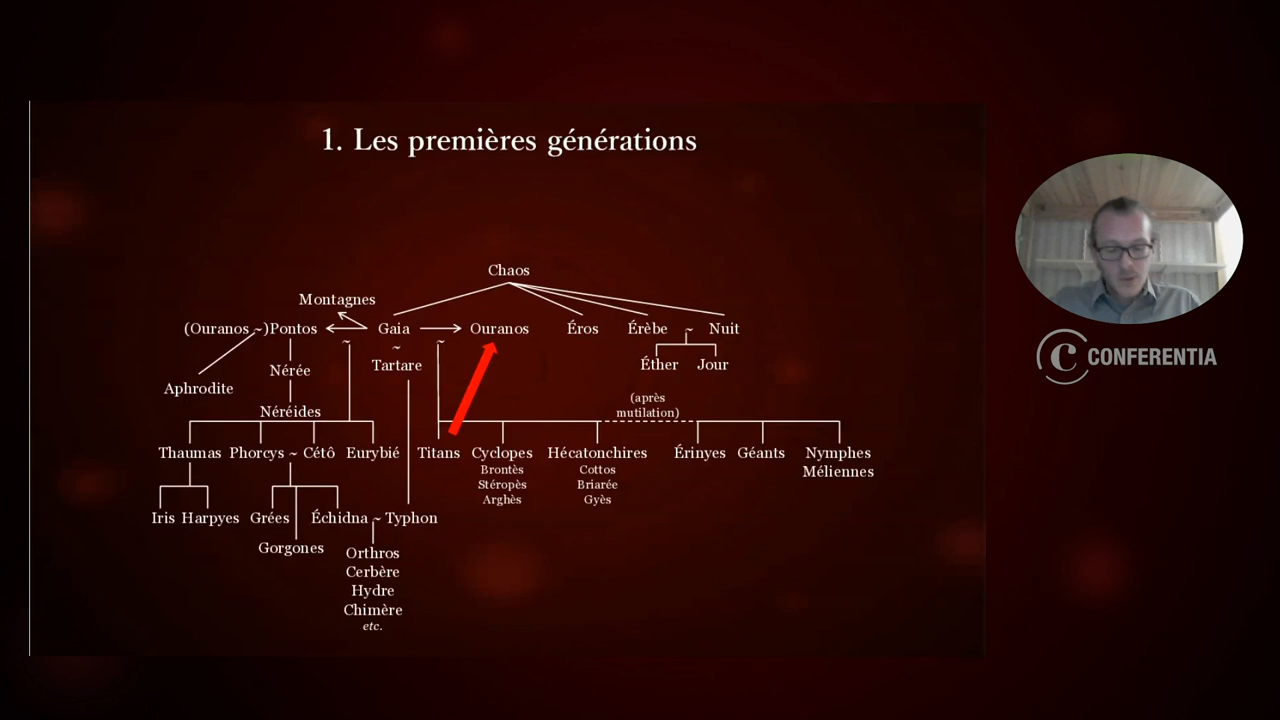 1. Les premières générations
Chaos
Montagnes
(Ouranos ~)Pontos Gaia Ouranos Éros Érèbe ~ Nuit
~ ~ ~
Tartare
Éther Jour
Nérée
Aphrodite
(après
mutilation)
Néréides
Thaumas Phorcys ~ Cétô Eurybié Titans Cyclopes Hécatonchires Érinyes Géants Nymphes
Méliennes
Brontès Cottos
Stéropès Briarée
Arghès Gyès
Iris Harpyes Grées Échidna ~ Typhon
Gorgones
Orthros
Cerbère
Hydre
Chimère
etc.
C CONFERENTIA